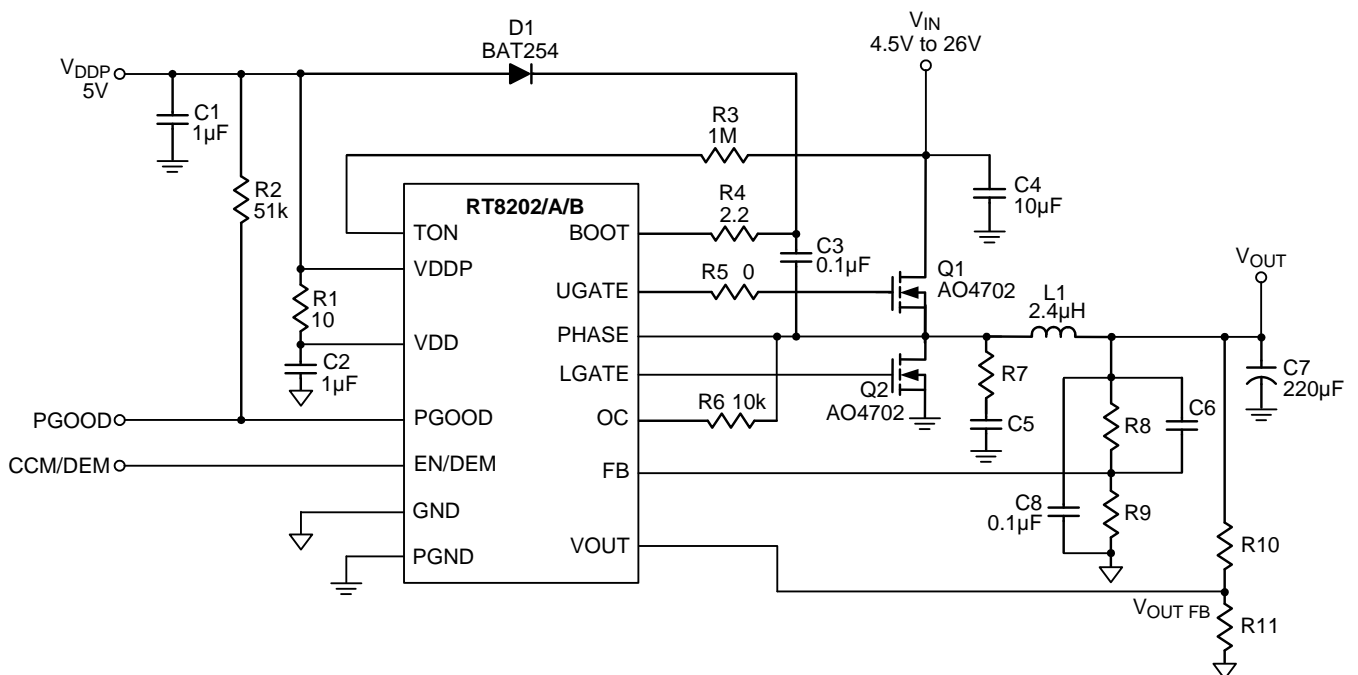 D1
BAT254
VIN
4.5V to 26V
VDDP
5V
C1
1µF
R3
1M
R2
51k
RT8202/A/B
R4
2.2
C4
10µF
TON
BOOT
C3
0.1µF
VDDP
R5 0
Q1
AO4702
VOUT
UGATE
L1
2.4µH
R1
10
PHASE
VDD
C2
1µF
LGATE
Q2
AO4702
R7
C7
220µF
PGOOD
PGOOD
OC
R6 10k
C5
R8
C6
CCM/DEM
EN/DEM
FB
GND
C8
0.1µF
R9
VOUT
R10
PGND
VOUT FB
R11